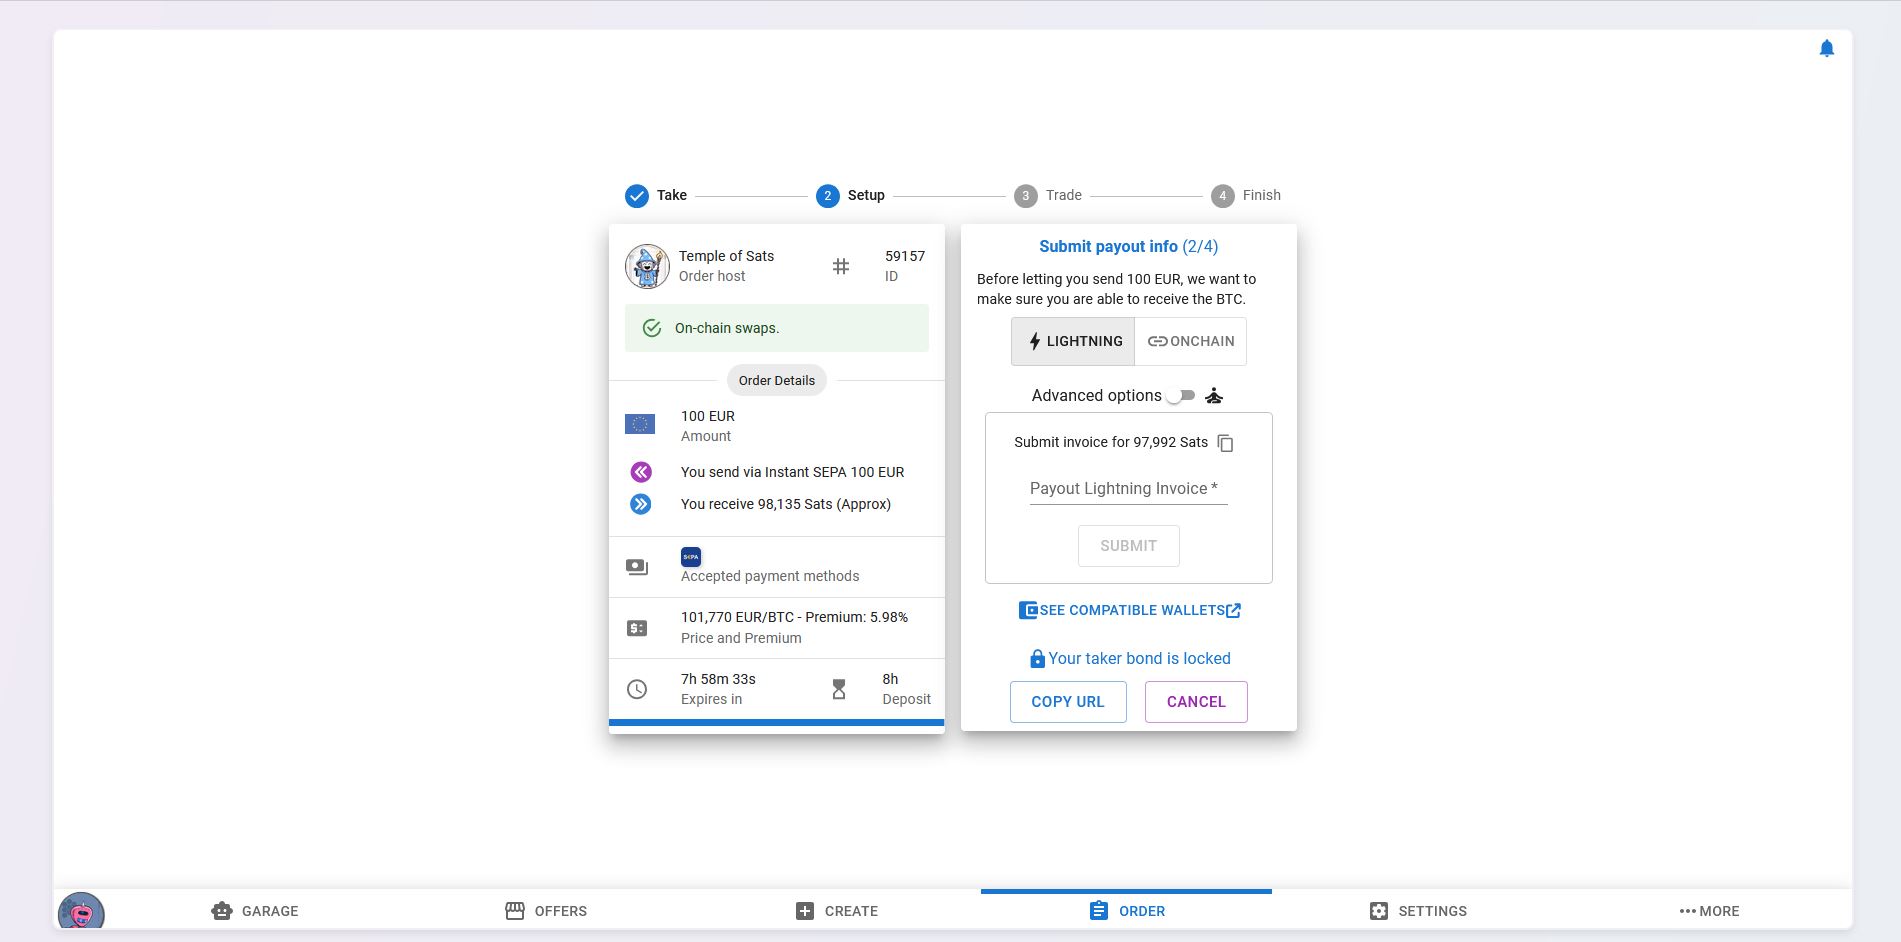 Take
2
Setup
3
Trade
4
Finish
Temple of Sats
Order host
59157
ID
On-chain swaps.
Order Details
100 EUR
Amount
You send via Instant SEPA 100 EUR
You receive 98,135 Sats (Approx)
SEPA
Accepted payment methods
101,770 EUR/BTC - Premium: 5.98%
Price and Premium
7h 58m 33s
Expires in
8h
Deposit
Submit payout info (2/4)
Before letting you send 100 EUR, we want to
make sure you are able to receive the BTC.
LIGHTNING
ONCHAIN
Advanced options
Submit invoice for 97,992 Sats
Payout Lightning Invoice *
SUBMIT
SEE COMPATIBLE WALLETS
Your taker bond is locked
COPY URL
CANCEL
GARAGE
OFFERS
CREATE
ORDER
SETTINGS
MORE